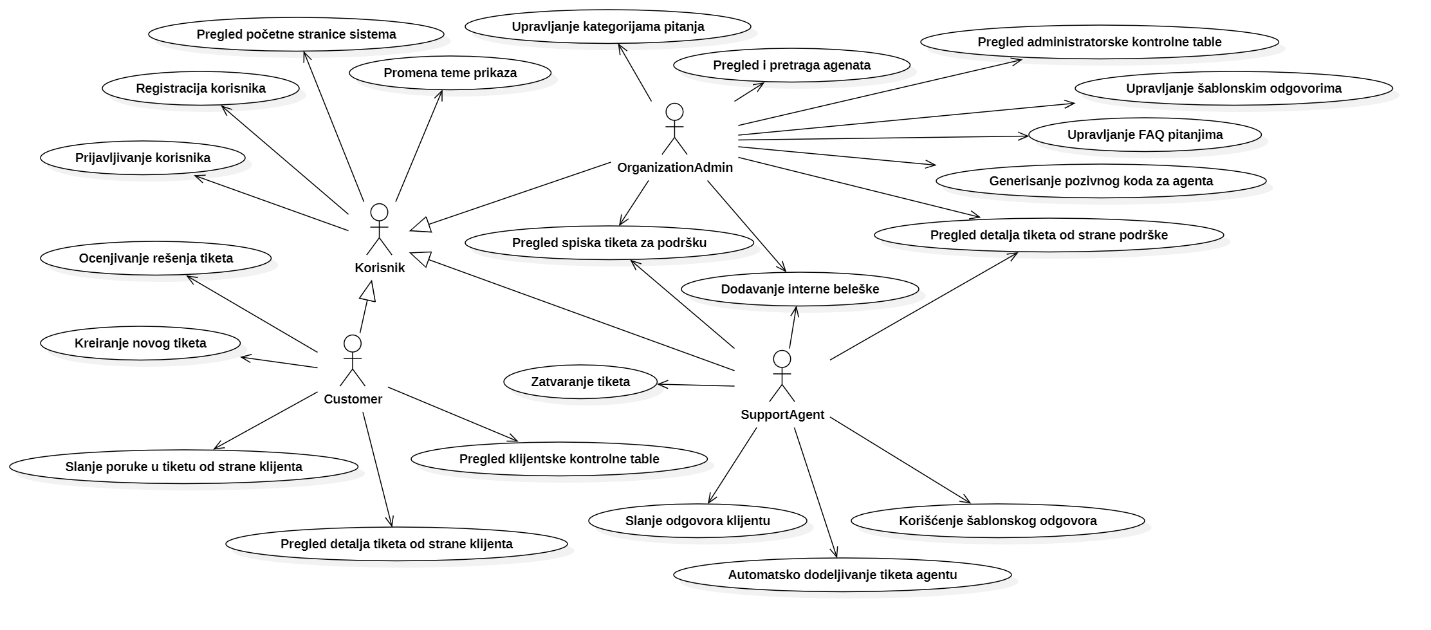 Pregled početne stranice sistema
Upravljanje kategorijama pitanja
Pregled administratorske kontrolne table
Promena teme prikaza
Pregled i pretraga agenata
Registracija korisnika
Upravljanje šablonskim odgovorima
Upravljanje FAQ pitanjima
Prijavljivanje korisnika
OrganizationAdmin
Generisanje pozivnog koda za agenta
Pregled spiska tiketa za podršku
Pregled detalja tiketa od strane podrške
Ocenjivanje rešenja tiketa
Korisnik
Dodavanje interne beleške
Kreiranje novog tiketa
Zatvaranje tiketa
Customer
SupportAgent
Slanje poruke u tiketu od strane klijenta
Pregled klijentske kontrolne table
Slanje odgovora klijentu
Korišćenje šablonskog odgovora
Pregled detalja tiketa od strane klijenta
Automatsko dodeljivanje tiketa agentu